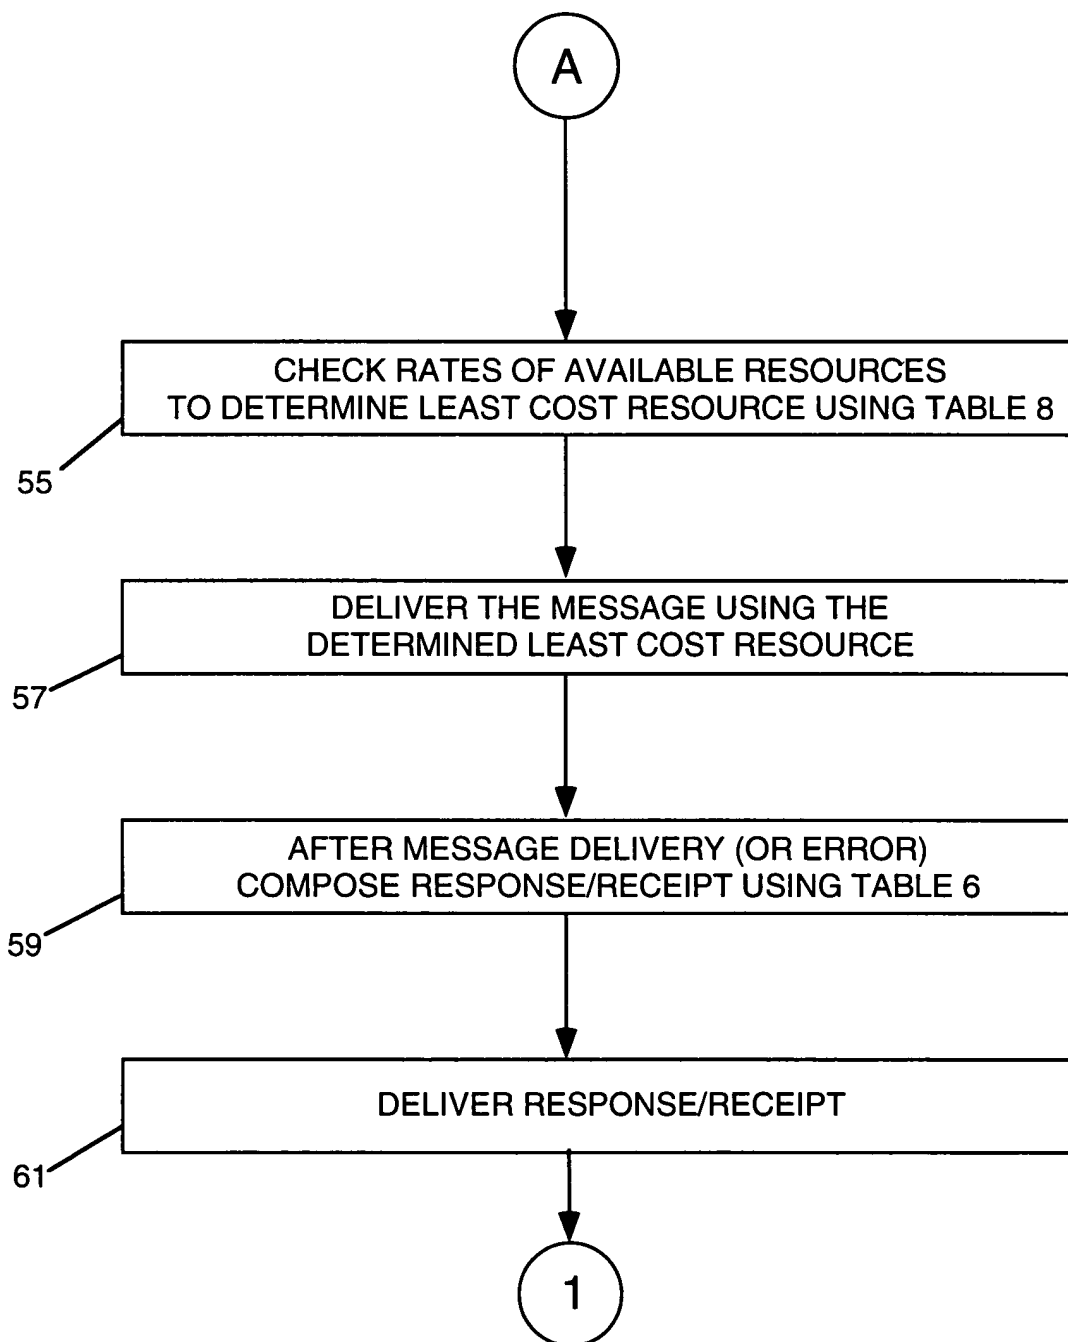 A
CHECK RATES OF AVAILABLE RESOURCES
TO DETERMINE LEAST COST RESOURCE USING TABLE 8
55
DELIVER THE MESSAGE USING THE
DETERMINED LEAST COST RESOURCE
57
AFTER MESSAGE DELIVERY (OR ERROR)
COMPOSE RESPONSE/RECEIPT USING TABLE 6
59
DELIVER RESPONSE/RECEIPT
61
1